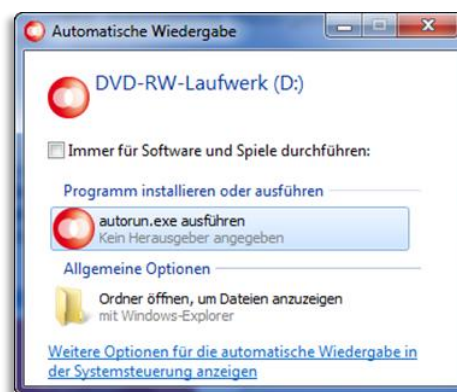 Automatische Wiedergabe
DVD-RW-Laufwerk (D:)
Immer für Software und Spiele durchführen:
Programm installieren oder ausführen
autorun.exe ausführen
Kein Herausgeber angegeben
Allgemeine Optionen
Ordner öffnen, um Dateien anzuzeigen
mit Windows-Explorer
Weitere Optionen für die automatische Wiedergabe in
der Systemsteuerung anzeigen